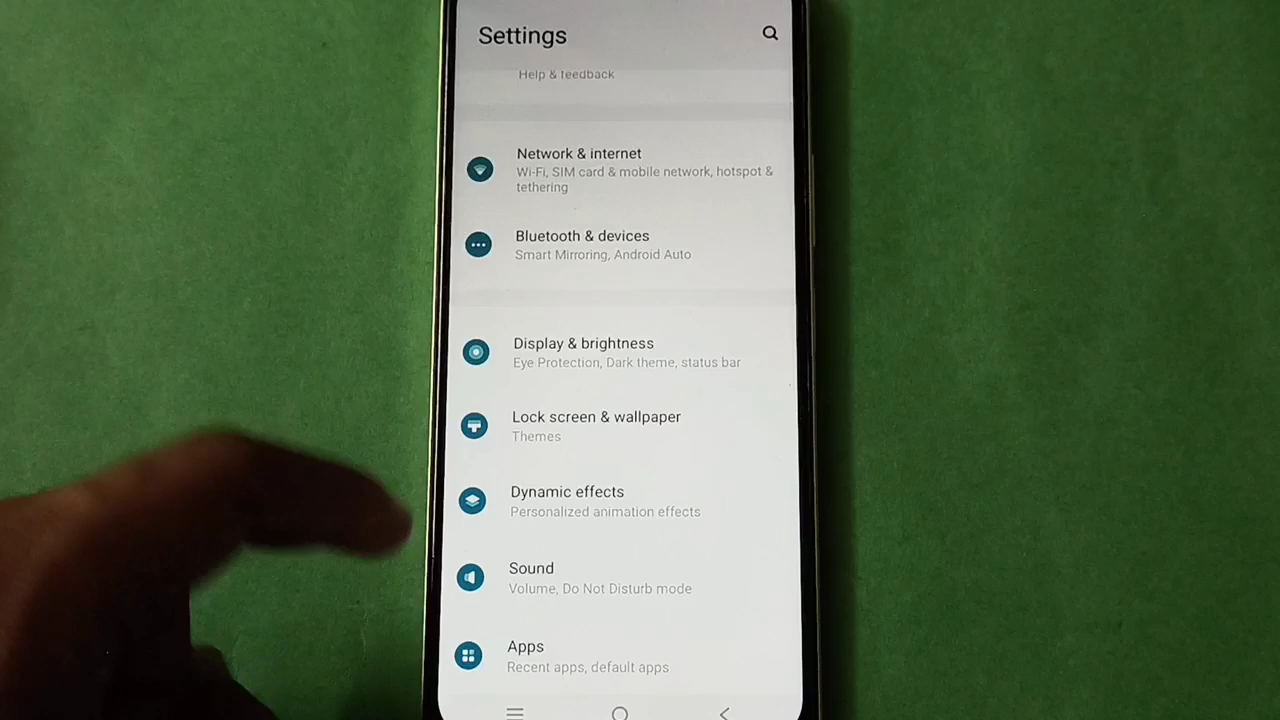 Settings
Help & feedback
Network & internet
Wi-Fi, SIM card & mobile network, hotspot &
tethering
Bluetooth & devices
Smart Mirroring, Android Auto
Display & brightness
Eye Protection, Dark theme, status bar
Lock screen & wallpaper
Themes
Dynamic effects
Personalized animation effects
Sound
Volume, Do Not Disturb mode
Apps
Recent apps, default apps